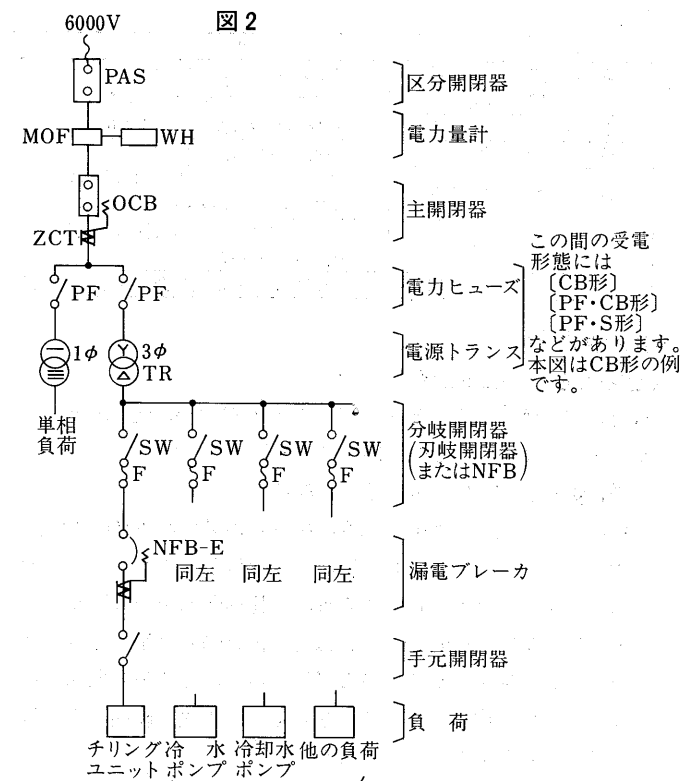 図2
6000V
PAS
区分開閉器
MOF
WH
電力量計
OCB
主開閉器
ZCT
PF
PF
電力ヒューズ
この間の受電
形態には
〔CB形〕
〔PF・CB形〕
〔PF・S形〕
などがあります。
本図はCB形の例
です。
1φ
3φ
TR
電源トランス
単相
負荷
SW
SW
SW
SW
F
F
F
F
分岐開閉器
(刃岐開閉器
またはNFB)
NFB-E
同左
同左
同左
漏電ブレーカ
手元開閉器
負 荷
チリング
ユニット
冷 水
ポンプ
冷却水
ポンプ
他の負荷